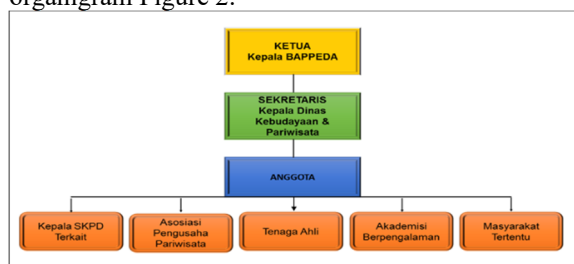 organigram Figure 2.
KETUA
Kepala BAPPEDA
SEKRETARIS
Kepala Dinas
Kebudayaan &
Pariwisata
ANGGOTA
Kepala SKPD
Terkait
Asosiasi
Pengusaha
Pariwisata
Tenaga Ahli
Akademisi
Berpengalaman
Masyarakat
Tertentu